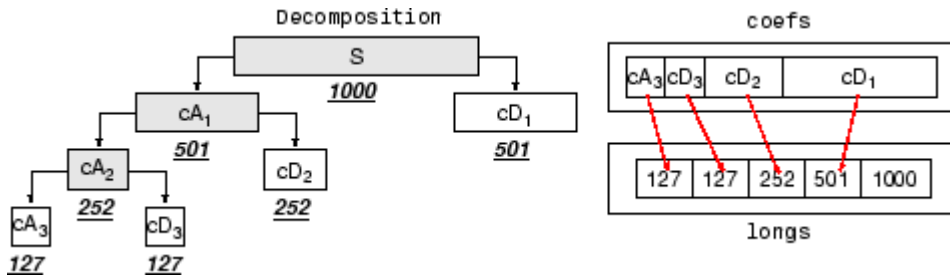 Decomposition
S
1000
cA₁
501
cD₁
501
cA₂
252
cD₂
252
cA₃
127
cD₃
127
coefs
cA₃ cD₃ cD₂ cD₁
127 127 252 501 1000
longs